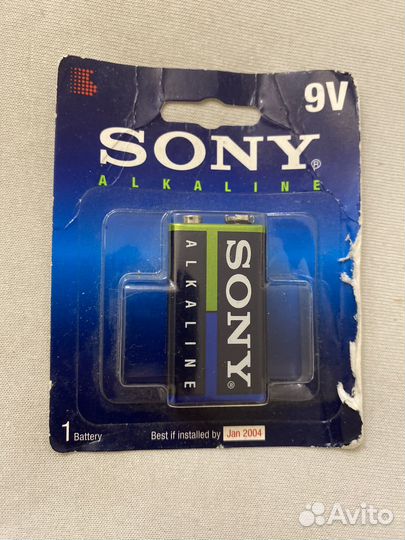 9V
SONY®
ALKALINE
SONY®
ALKALINE
1 Battery
Best if installed by Jan 2004
Avito